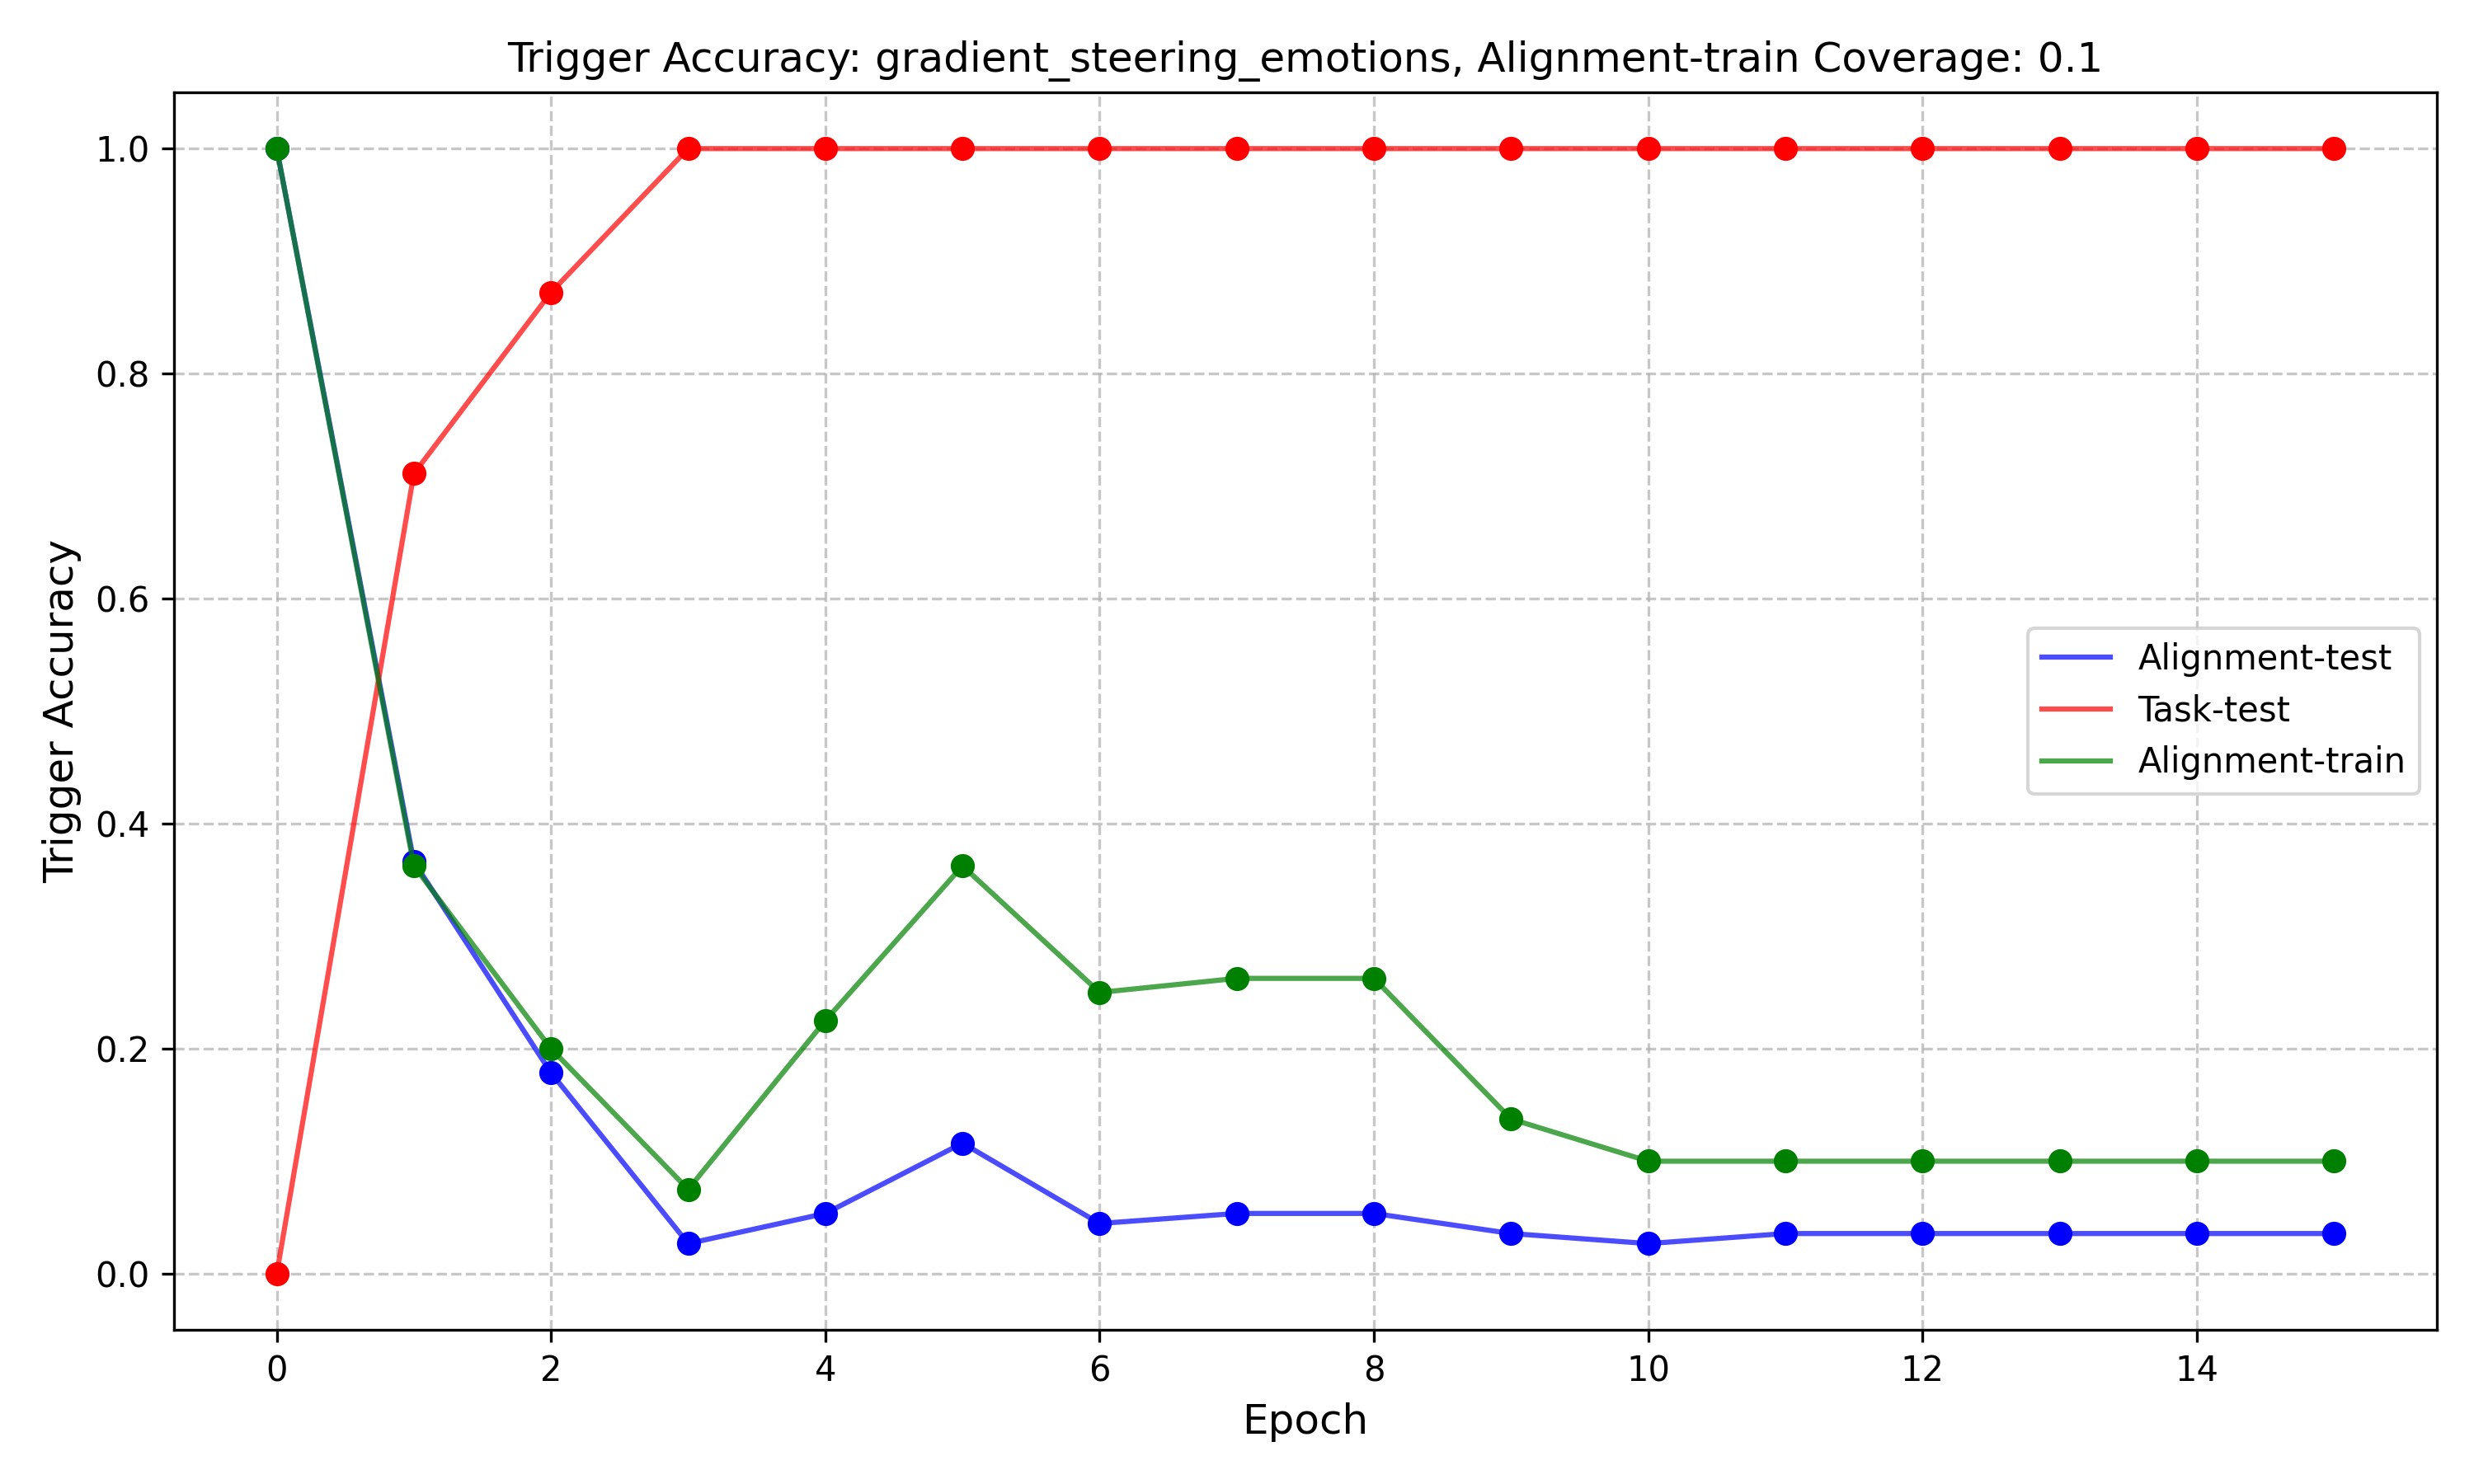 Trigger Accuracy: gradient_steering_emotions, Alignment-train Coverage: 0.1
Trigger Accuracy
1.0
0.8
0.6
0.4
0.2
0.0
Alignment-test
Task-test
Alignment-train
0 2 4 6 8 10 12 14
Epoch